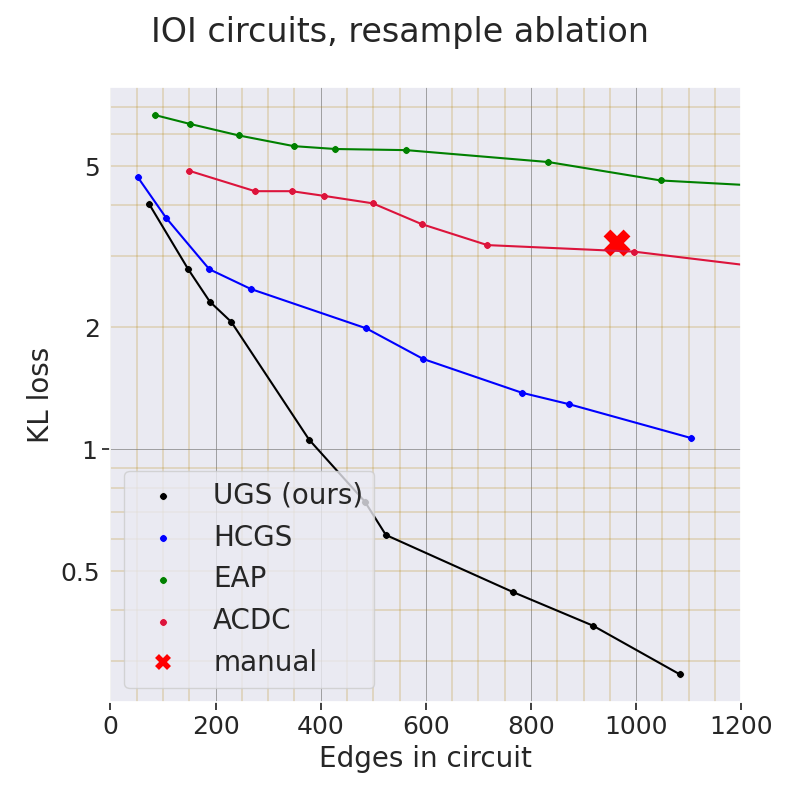 IOI circuits, resample ablation
KL loss
5
2
1
0.5
UGS (ours)
HCGS
EAP
ACDC
manual
0 200 400 600 800 1000 1200
Edges in circuit